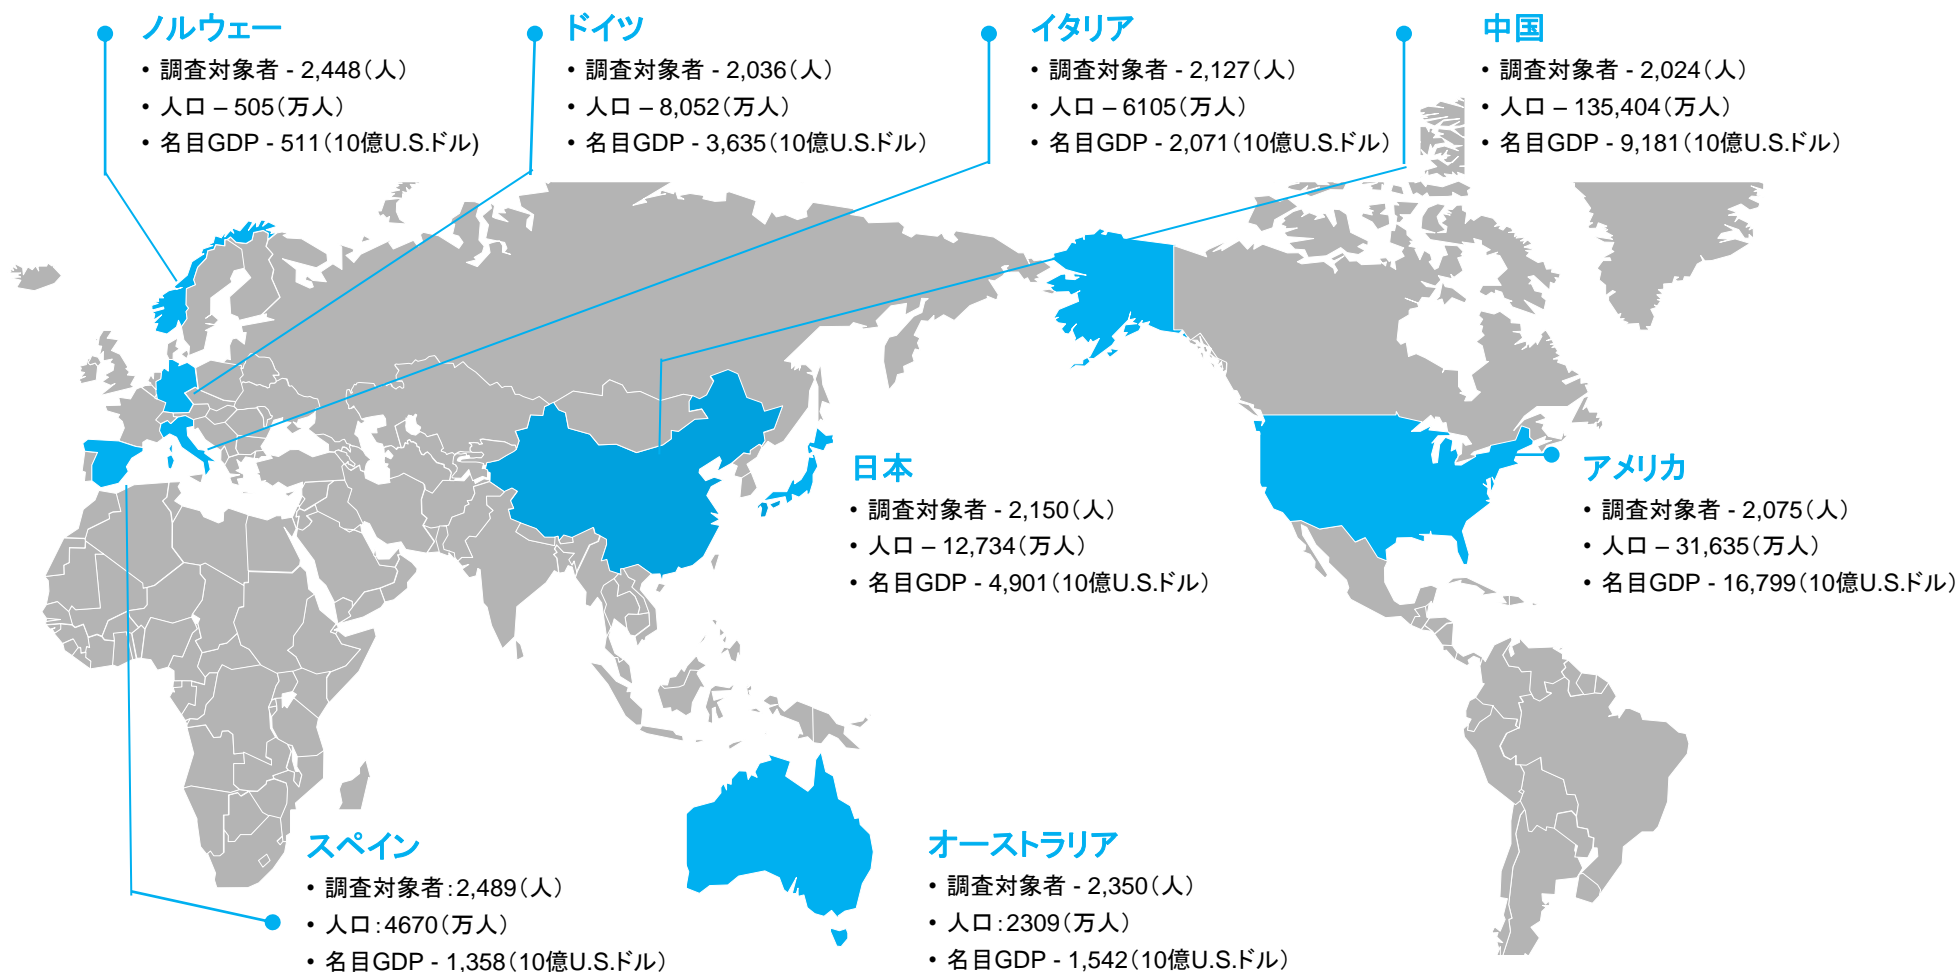 ノルウェー
• 調査対象者 - 2,448（人）
• 人口 – 505（万人）
• 名目GDP - 511（10億U.S.ドル)
ドイツ
• 調査対象者 - 2,036（人）
• 人口 – 8,052（万人）
• 名目GDP - 3,635（10億U.S.ドル）
イタリア
• 調査対象者 - 2,127（人）
• 人口 – 6105（万人）
• 名目GDP - 2,071（10億U.S.ドル）
中国
• 調査対象者 - 2,024（人）
• 人口 – 135,404（万人）
• 名目GDP - 9,181（10億U.S.ドル）
日本
• 調査対象者 - 2,150（人）
• 人口 – 12,734（万人）
• 名目GDP - 4,901（10億U.S.ドル）
アメリカ
• 調査対象者 - 2,075（人）
• 人口 – 31,635（万人）
• 名目GDP - 16,799（10億U.S.ドル）
スペイン
• 調査対象者：2,489（人）
• 人口：4670（万人）
• 名目GDP - 1,358（10億U.S.ドル）
オーストラリア
• 調査対象者 - 2,350（人）
• 人口：2309（万人）
• 名目GDP - 1,542（10億U.S.ドル）